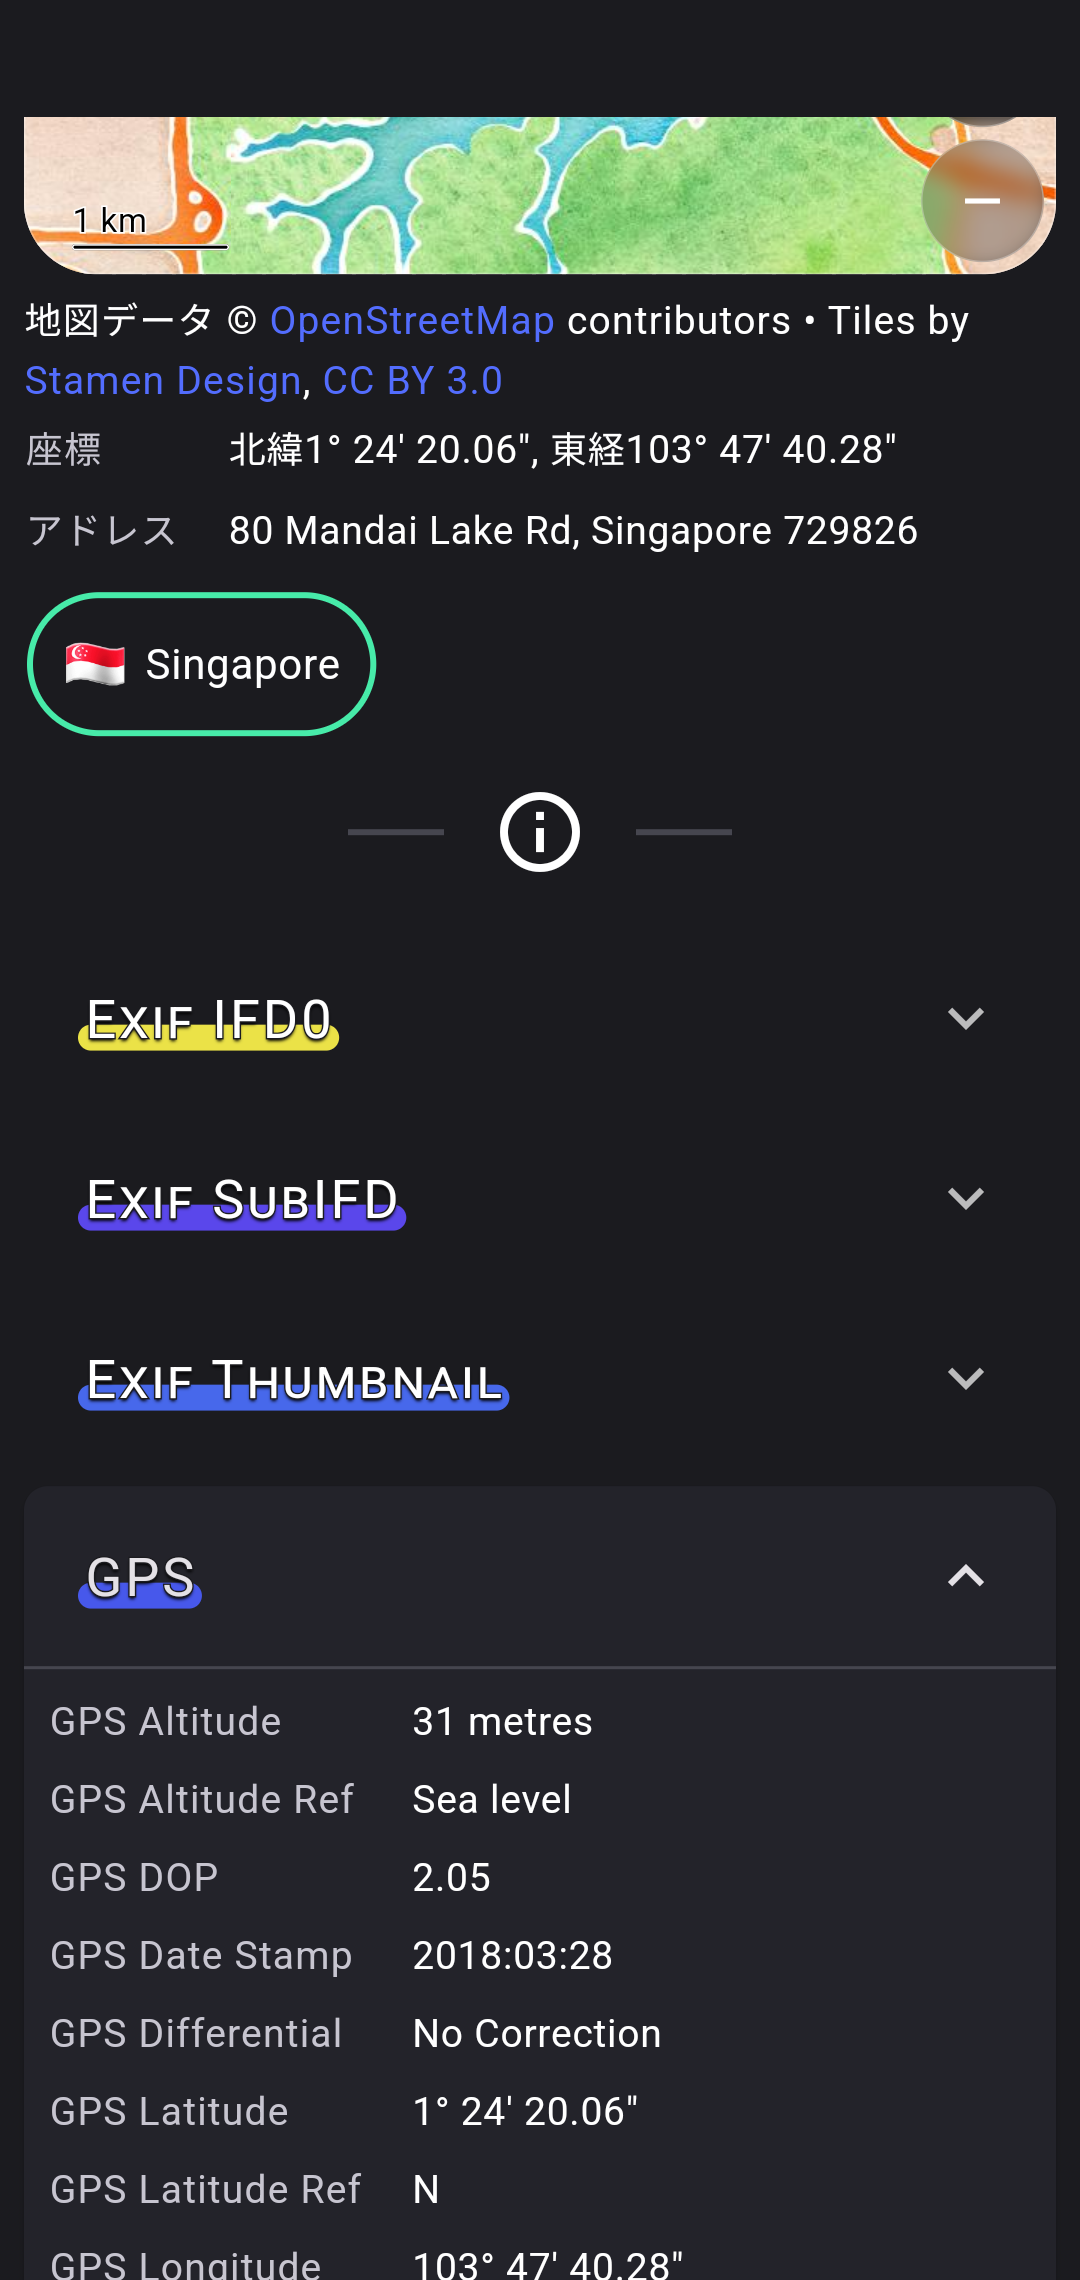 1 km
地図データ © OpenStreetMap contributors • Tiles by
Stamen Design, CC BY 3.0
座標 北緯1° 24' 20.06", 東経103° 47' 40.28"
アドレス 80 Mandai Lake Rd, Singapore 729826
Singapore
Exif IFD0
Exif SubIFD
Exif Thumbnail
GPS
GPS Altitude 31 metres
GPS Altitude Ref Sea level
GPS DOP 2.05
GPS Date Stamp 2018:03:28
GPS Differential No Correction
GPS Latitude 1° 24' 20.06"
GPS Latitude Ref N
GPS Longitude 103° 47' 40.28"